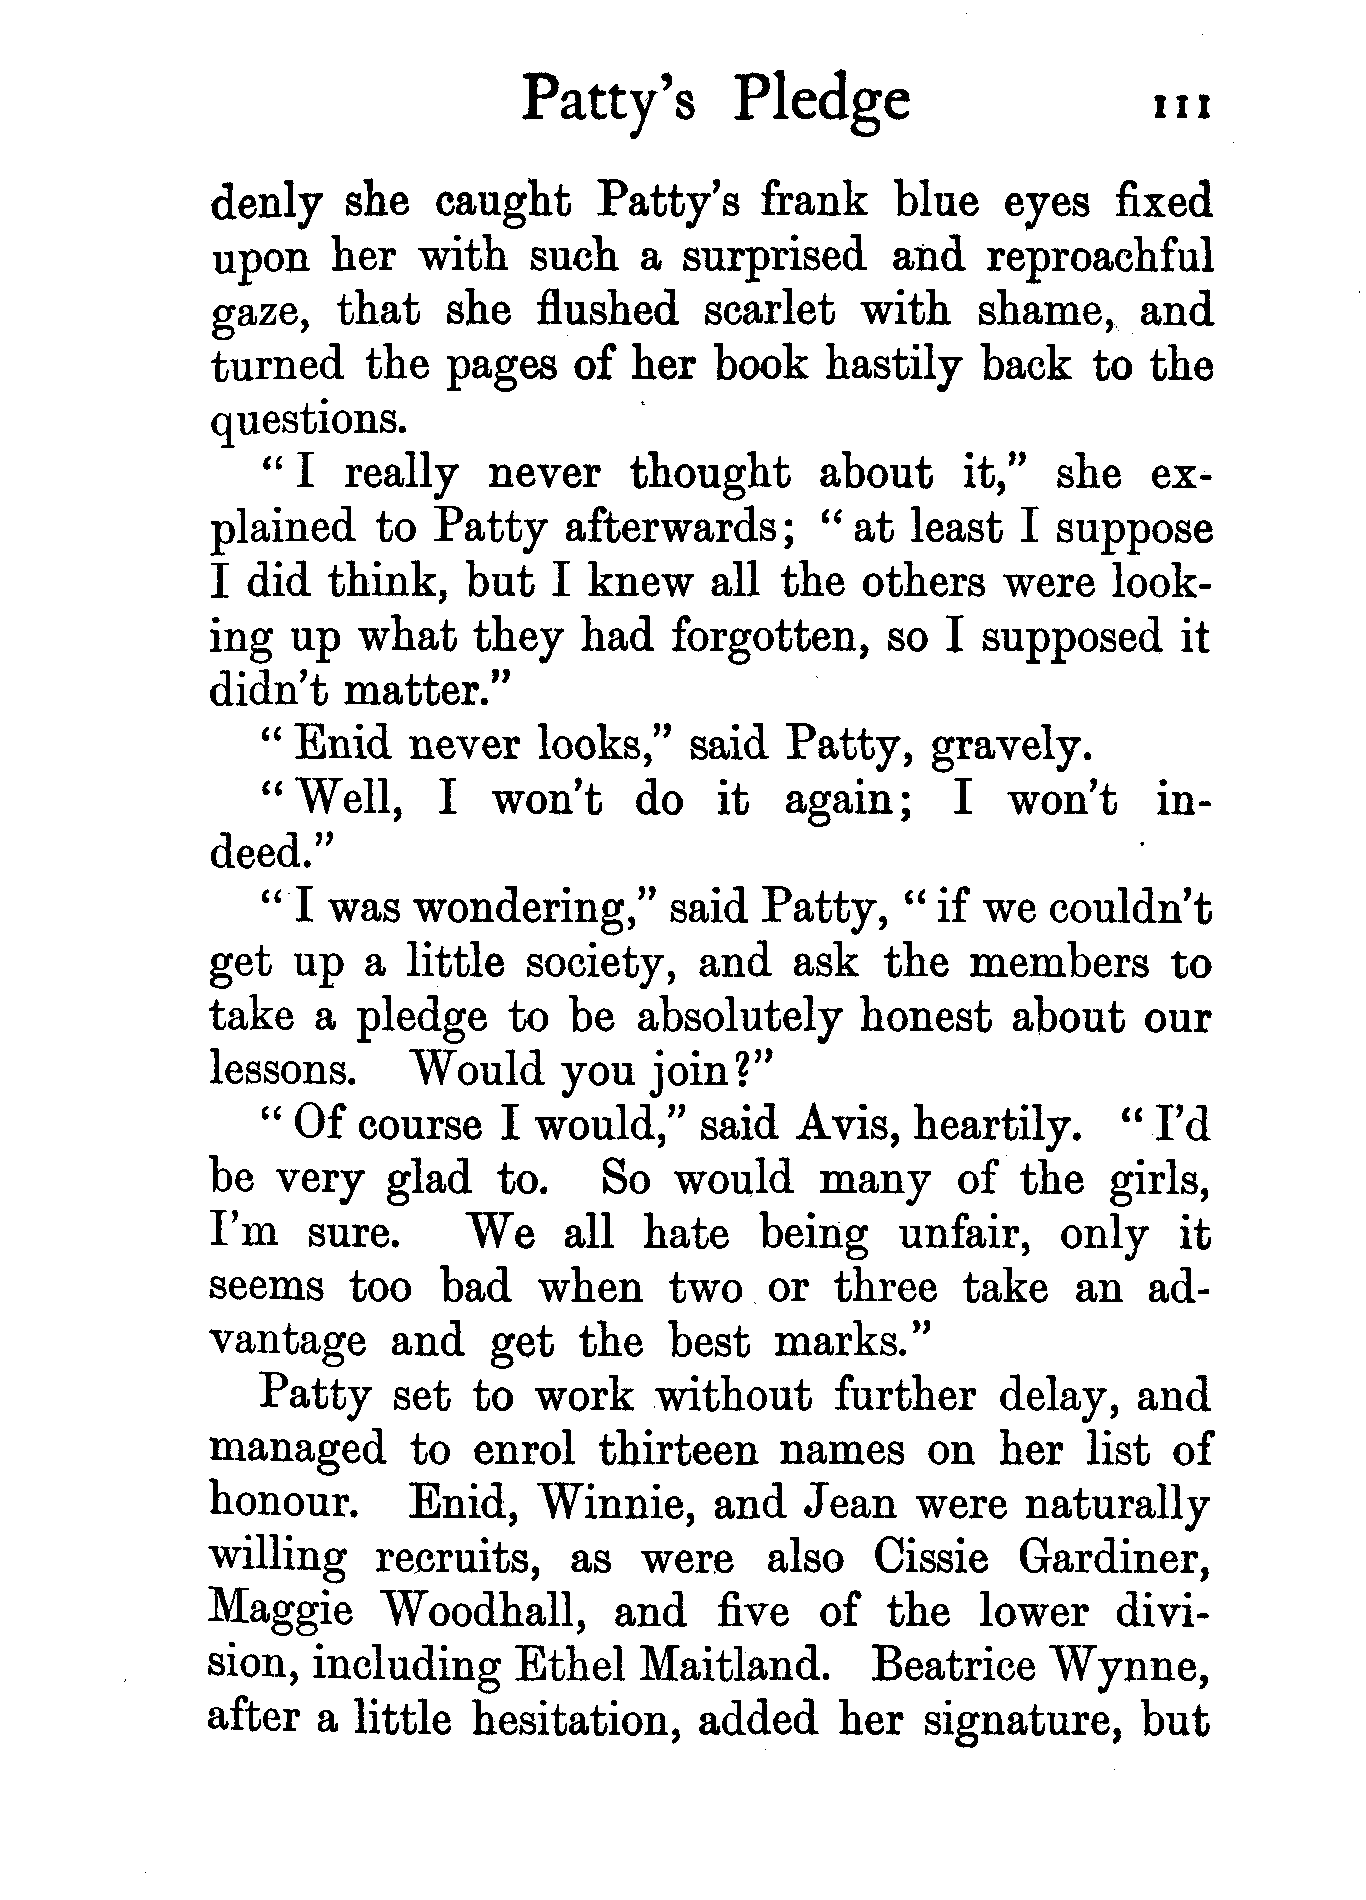 Patty's Pledge 111
denly she caught Patty's frank blue eyes fixed
upon her with such a surprised and reproachful
gaze, that she flushed scarlet with shame, and
turned the pages of her book hastily back to the
questions.
“ I really never thought about it,” she ex-
plained to Patty afterwards; “ at least I suppose
I did think, but I knew all the others were look-
ing up what they had forgotten, so I supposed it
didn't matter.”
“ Enid never looks,” said Patty, gravely.
“ Well, I won't do it again; I won't in-
deed.”
“ I was wondering,” said Patty, “ if we couldn't
get up a little society, and ask the members to
take a pledge to be absolutely honest about our
lessons. Would you join?”
“ Of course I would,” said Avis, heartily. “ I'd
be very glad to. So would many of the girls,
I'm sure. We all hate being unfair, only it
seems too bad when two or three take an ad-
vantage and get the best marks.”
Patty set to work without further delay, and
managed to enrol thirteen names on her list of
honour. Enid, Winnie, and Jean were naturally
willing recruits, as were also Cissie Gardiner,
Maggie Woodhall, and five of the lower divi-
sion, including Ethel Maitland. Beatrice Wynne,
after a little hesitation, added her signature, but